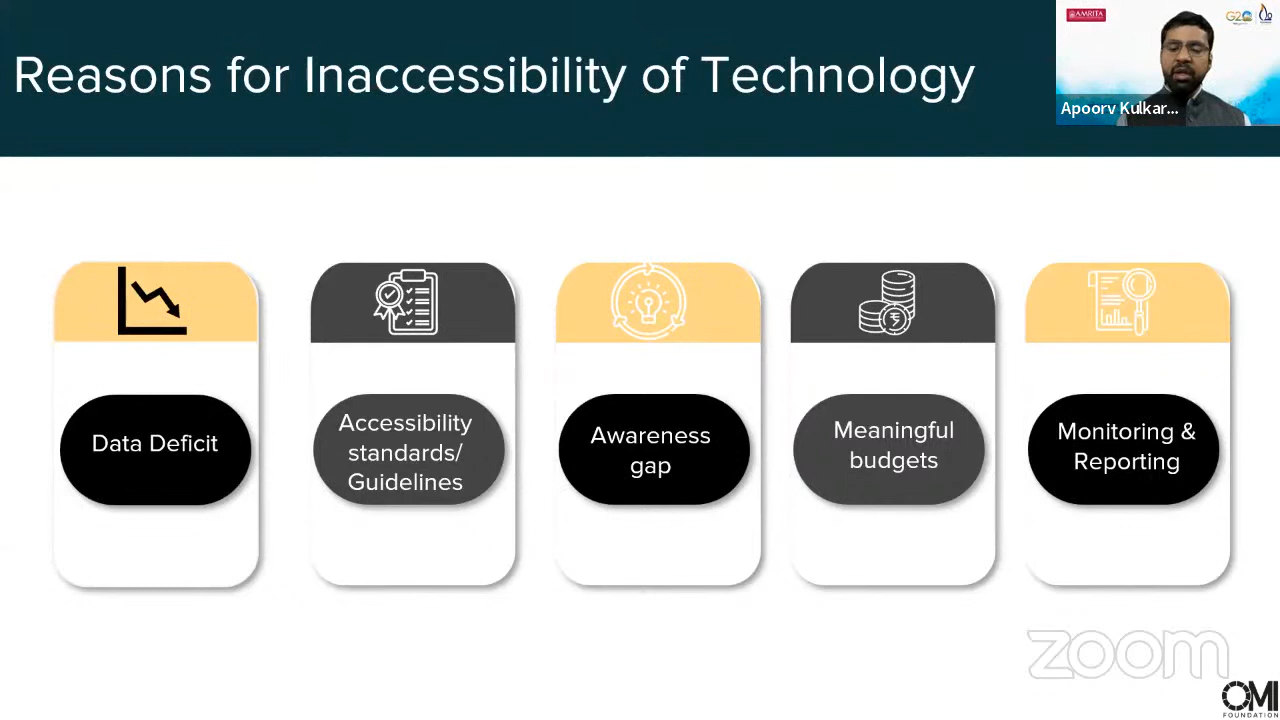 Reasons for Inaccessibility of Technology
AMRITA
G20
Apoorv Kulkar...
Data Deficit
Accessibility
standards/
Guidelines
Awareness
gap
Meaningful
budgets
Monitoring &
Reporting
zoom
OMI
FOUNDATION